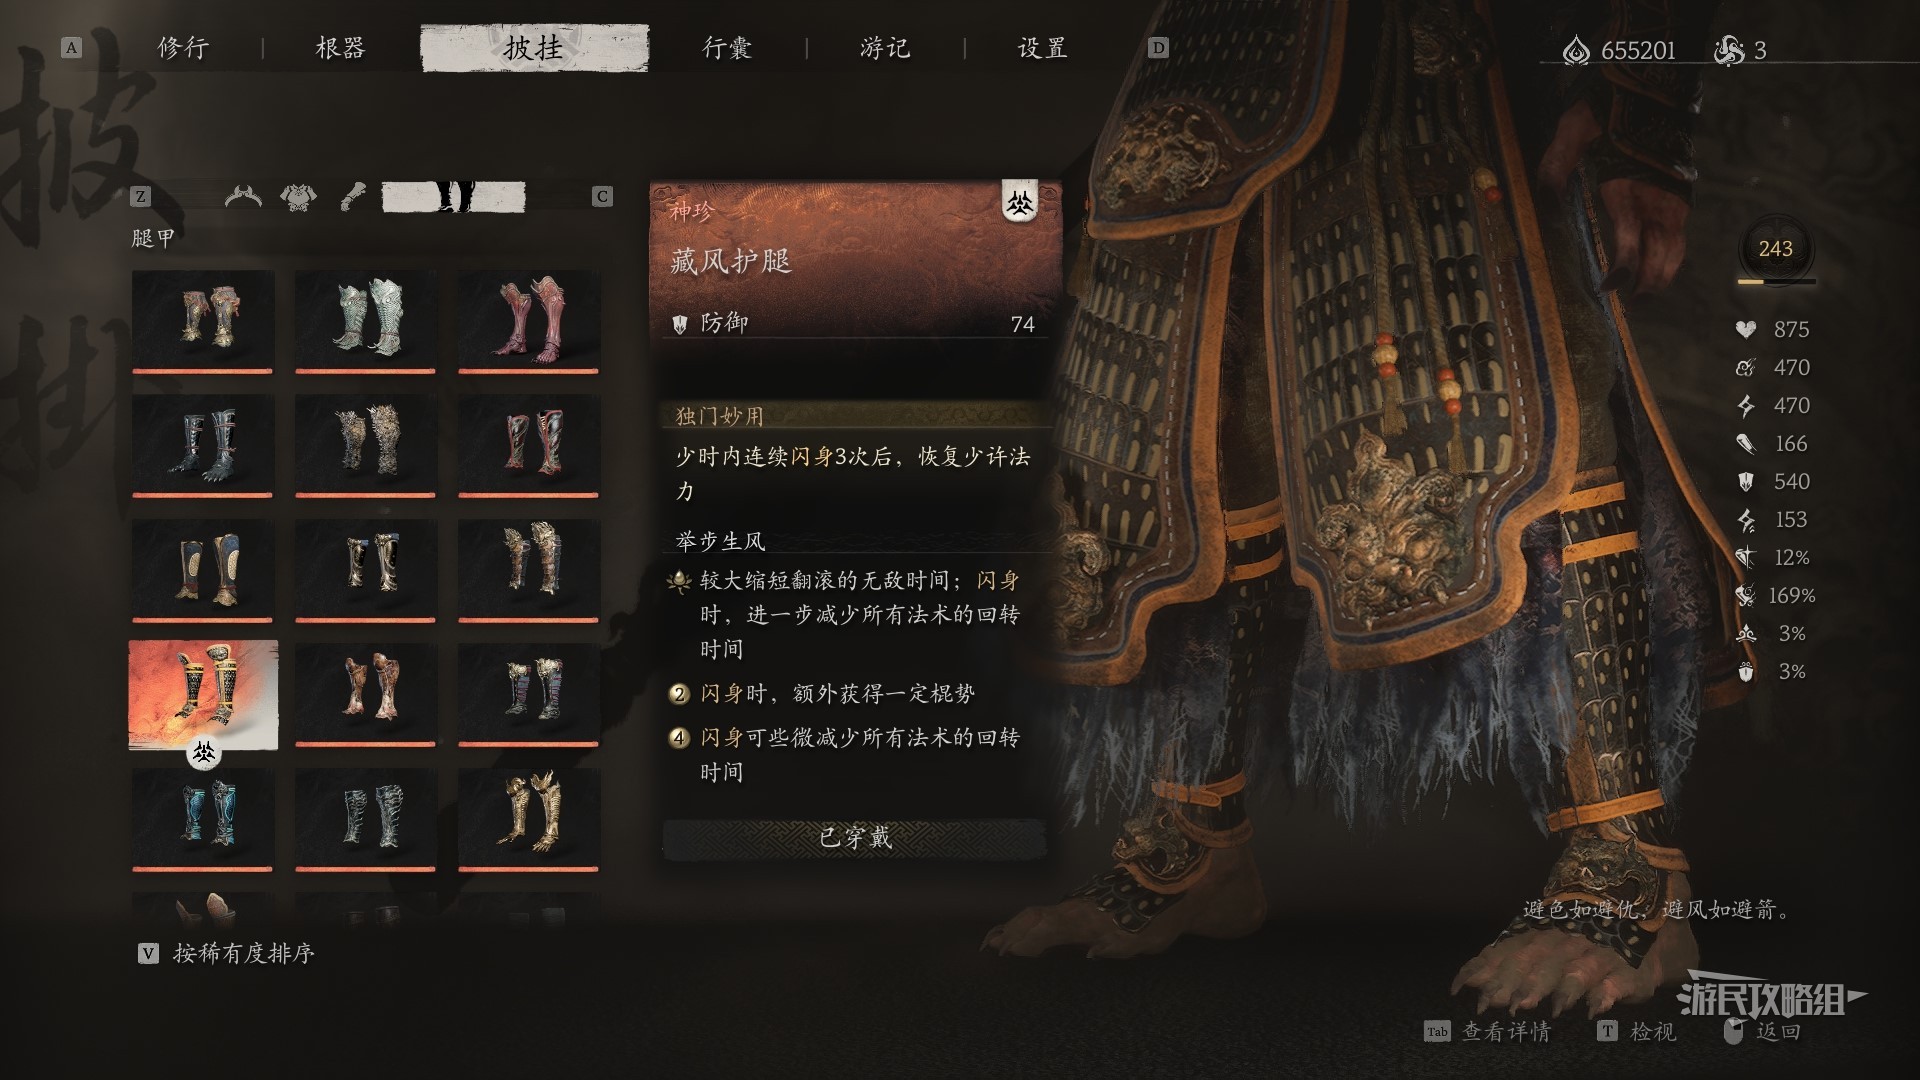 A 修行 根器 披挂 行囊 游记 设置 D 655201 3
披挂
Z C
腿甲
神珍
藏风护腿
防御 74
独门妙用
少时内连续闪身3次后，恢复少许法
力
举步生风
较大缩短翻滚的无敌时间；闪身
时，进一步减少所有法术的回转
时间
2 闪身时，额外获得一定棍势
4 闪身可些微减少所有法术的回转
时间
已穿戴
243
875
470
470
166
540
153
12%
169%
3%
3%
避色如避仇，避风如避箭。
V 按稀有度排序
游民攻略组
Tab 查看详情 T 检视 返回